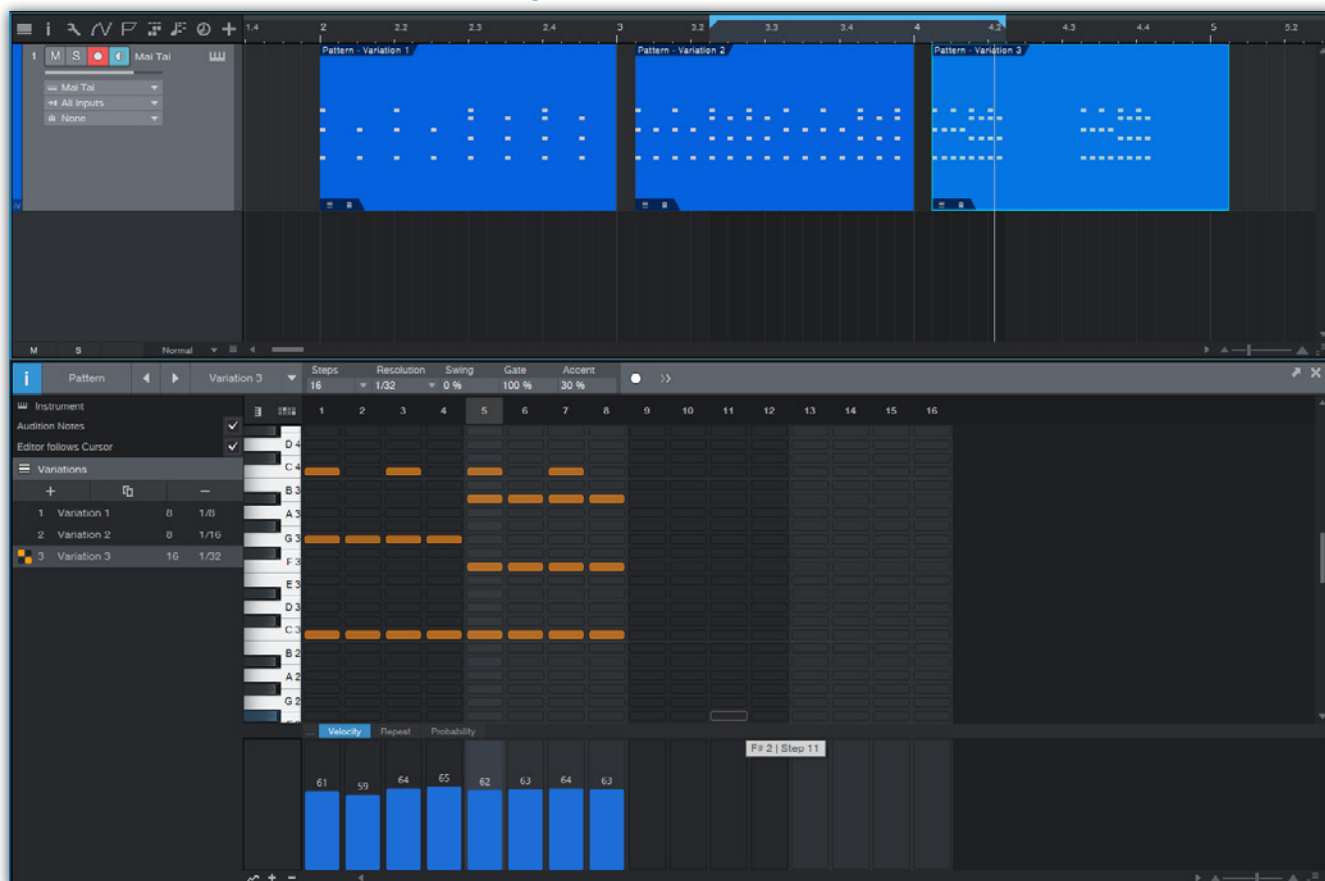 1.4 2 2.2 2.3 2.4 3 3.2 3.3 3.4 4 4.2 4.3 4.4 5 5.2
1 M S Mai Tai
Mai Tai
All Inputs
None
Pattern - Variation 1
Pattern - Variation 2
Pattern - Variation 3
M S Normal
i Pattern Variation 3
Steps Resolution Swing Gate Accent
16 1/32 0 % 100 % 30 %
Instrument
Audition Notes
Editor follows Cursor
Variations
+ −
1 Variation 1 8 1/8
2 Variation 2 8 1/16
3 Variation 3 16 1/32
1 2 3 4 5 6 7 8 9 10 11 12 13 14 15 16
D 4
C 4
B 3
A 3
G 3
F 3
E 3
D 3
C 3
B 2
A 2
G 2
... Velocity Repeat Probability
F# 2 | Step 11
61 59 64 65 62 63 64 63